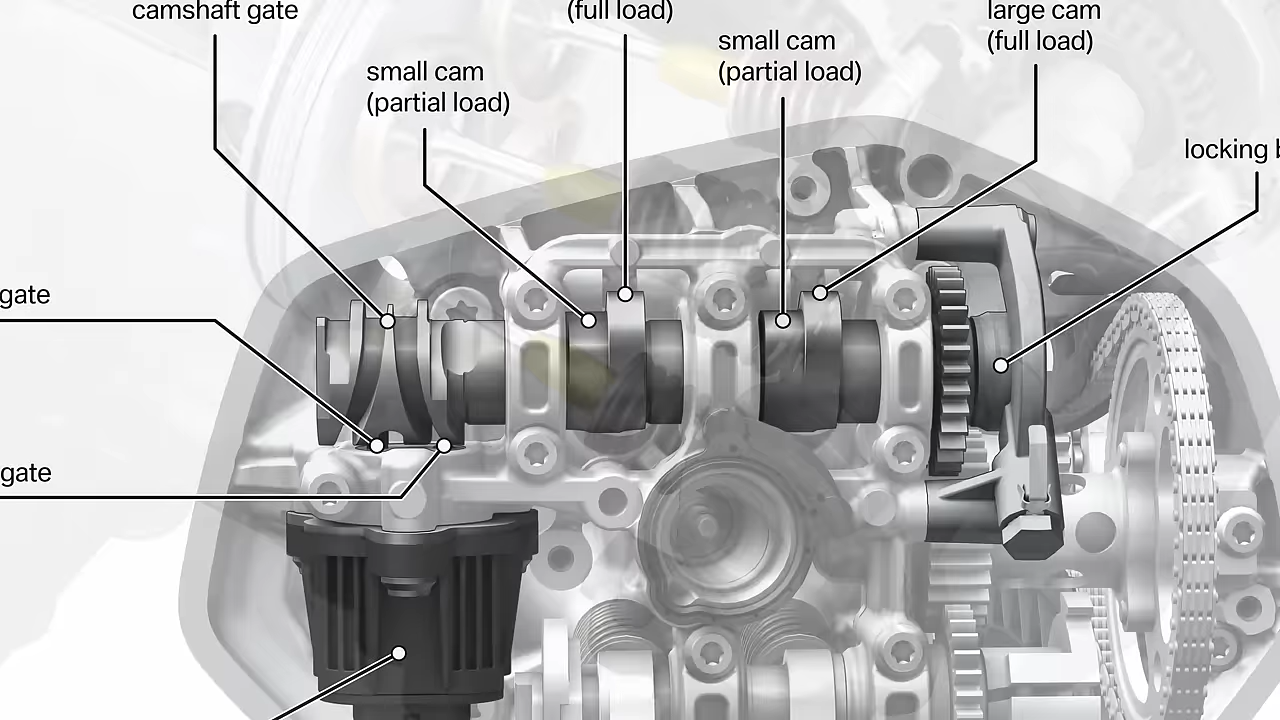 camshaft gate
(full load)
large cam
(full load)
small cam
(partial load)
small cam
(partial load)
locking
gate
gate